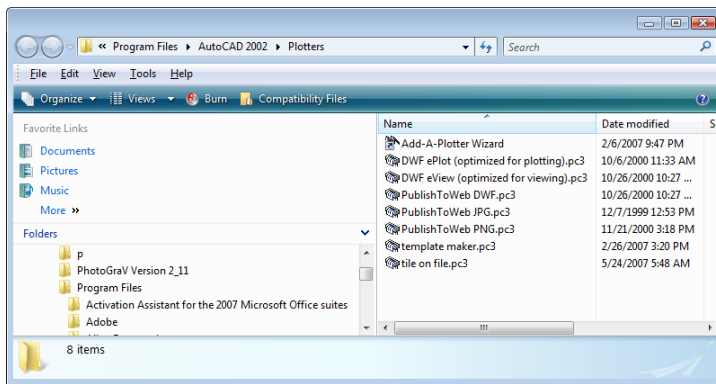 « Program Files ▸ AutoCAD 2002 ▸ Plotters
Search
File Edit View Tools Help
Organize Views Burn Compatibility Files
Favorite Links
Documents
Pictures
Music
More »
Folders
p
PhotoGraV Version 2_11
Program Files
Activation Assistant for the 2007 Microsoft Office suites
Adobe
Name Date modified S
Add-A-Plotter Wizard 2/6/2007 9:47 PM
DWF ePlot (optimized for plotting).pc3 10/6/2000 11:33 AM
DWF eView (optimized for viewing).pc3 10/26/2000 10:27 ...
PublishToWeb DWF.pc3 10/26/2000 10:27 ...
PublishToWeb JPG.pc3 12/7/1999 12:53 PM
PublishToWeb PNG.pc3 11/21/2000 3:18 PM
template maker.pc3 2/26/2007 3:20 PM
tile on file.pc3 5/24/2007 5:48 AM
8 items